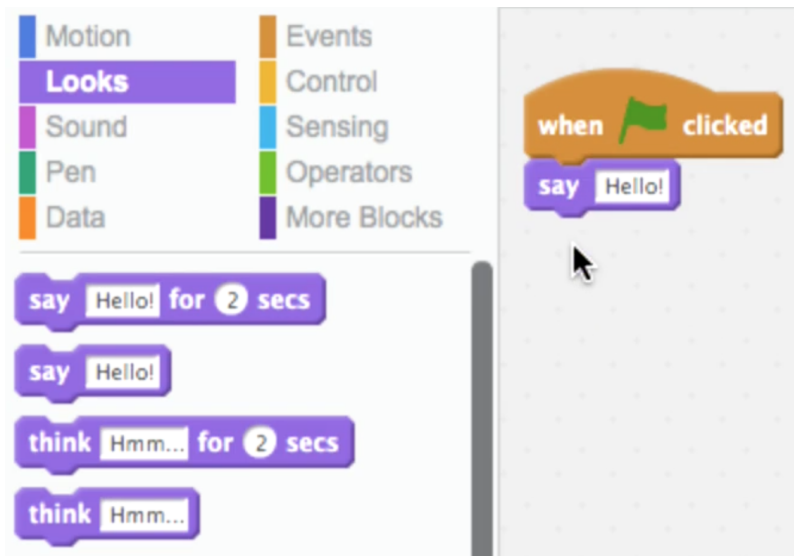 Motion
Events
Looks
Control
Sound
Sensing
Pen
Operators
Data
More Blocks
say Hello! for 2 secs
say Hello!
think Hmm... for 2 secs
think Hmm...
when clicked
say Hello!